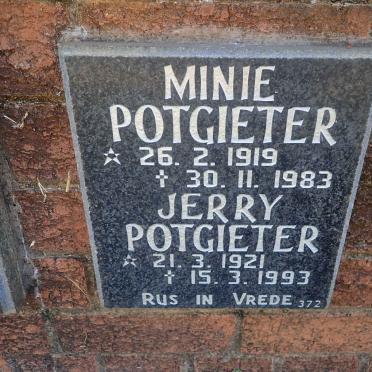 MINIE
POTGIETER
☆ 26. 2. 1919
† 30. 11. 1983
JERRY
POTGIETER
☆ 21. 3. 1921
† 15. 3. 1993
RUS IN VREDE 372